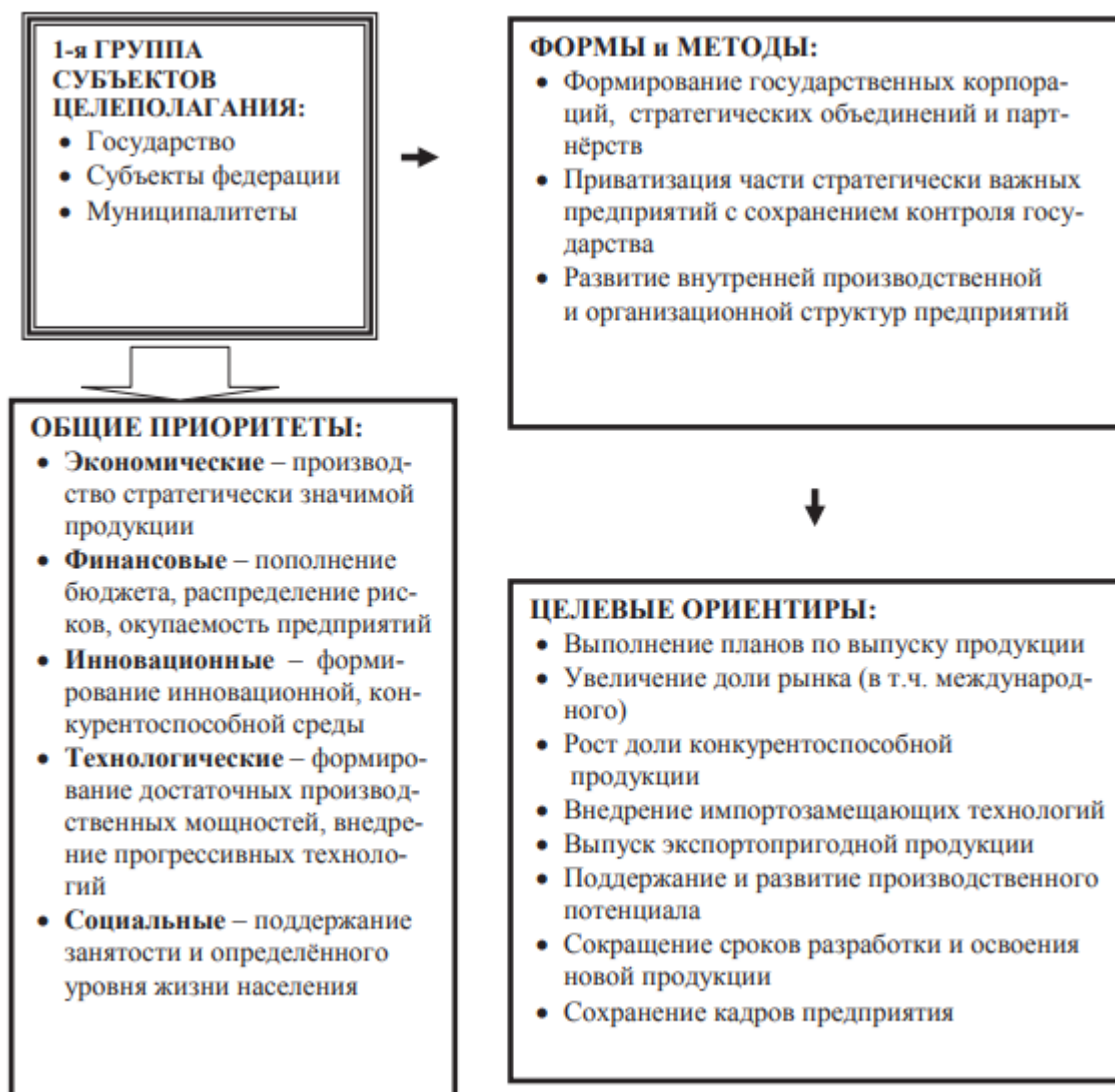 1-я ГРУППА
СУБЪЕКТОВ
ЦЕЛЕПОЛАГАНИЯ:
• Государство
• Субъекты федерации
• Муниципалитеты
ФОРМЫ и МЕТОДЫ:
• Формирование государственных корпора-
ций, стратегических объединений и парт-
нёрств
• Приватизация части стратегически важных
предприятий с сохранением контроля госу-
дарства
• Развитие внутренней производственной
и организационной структур предприятий
ОБЩИЕ ПРИОРИТЕТЫ:
• Экономические – производ-
ство стратегически значимой
продукции
• Финансовые – пополнение
бюджета, распределение рис-
ков, окупаемость предприятий
• Инновационные – форми-
рование инновационной, кон-
курентоспособной среды
• Технологические – формиро-
вание достаточных производ-
ственных мощностей, внедре-
ние прогрессивных техноло-
гий
• Социальные – поддержание
занятости и определённого
уровня жизни населения
ЦЕЛЕВЫЕ ОРИЕНТИРЫ:
• Выполнение планов по выпуску продукции
• Увеличение доли рынка (в т.ч. международ-
ного)
• Рост доли конкурентоспособной
продукции
• Внедрение импортозамещающих технологий
• Выпуск экспортопригодной продукции
• Поддержание и развитие производственного
потенциала
• Сокращение сроков разработки и освоения
новой продукции
• Сохранение кадров предприятия